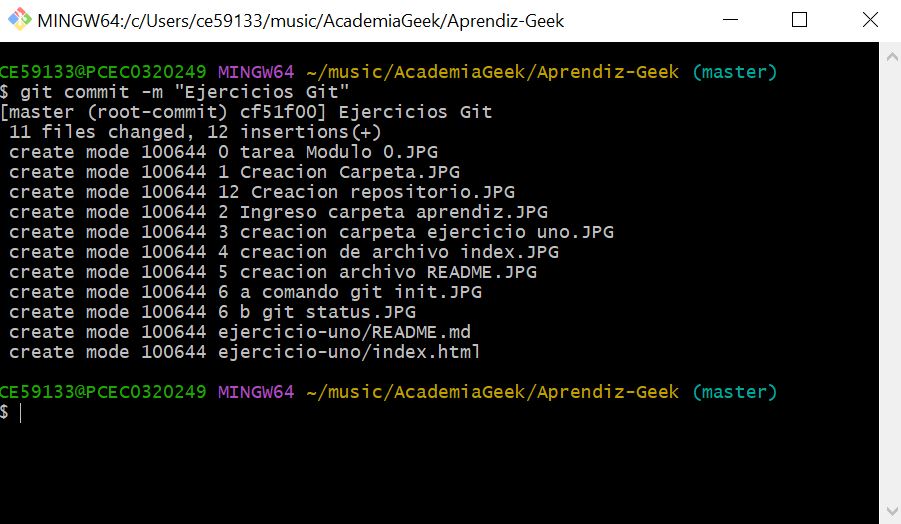 MINGW64:/c/Users/ce59133/music/AcademiaGeek/Aprendiz-Geek
CE59133@PCEC0320249 MINGW64 ~/music/AcademiaGeek/Aprendiz-Geek (master)
$ git commit -m "Ejercicios Git"
[master (root-commit) cf51f00] Ejercicios Git
 11 files changed, 12 insertions(+)
 create mode 100644 0 tarea Modulo 0.JPG
 create mode 100644 1 Creacion Carpeta.JPG
 create mode 100644 12 Creacion repositorio.JPG
 create mode 100644 2 Ingreso carpeta aprendiz.JPG
 create mode 100644 3 creacion carpeta ejercicio uno.JPG
 create mode 100644 4 creacion de archivo index.JPG
 create mode 100644 5 creacion archivo README.JPG
 create mode 100644 6 a comando git init.JPG
 create mode 100644 6 b git status.JPG
 create mode 100644 ejercicio-uno/README.md
 create mode 100644 ejercicio-uno/index.html
CE59133@PCEC0320249 MINGW64 ~/music/AcademiaGeek/Aprendiz-Geek (master)
$